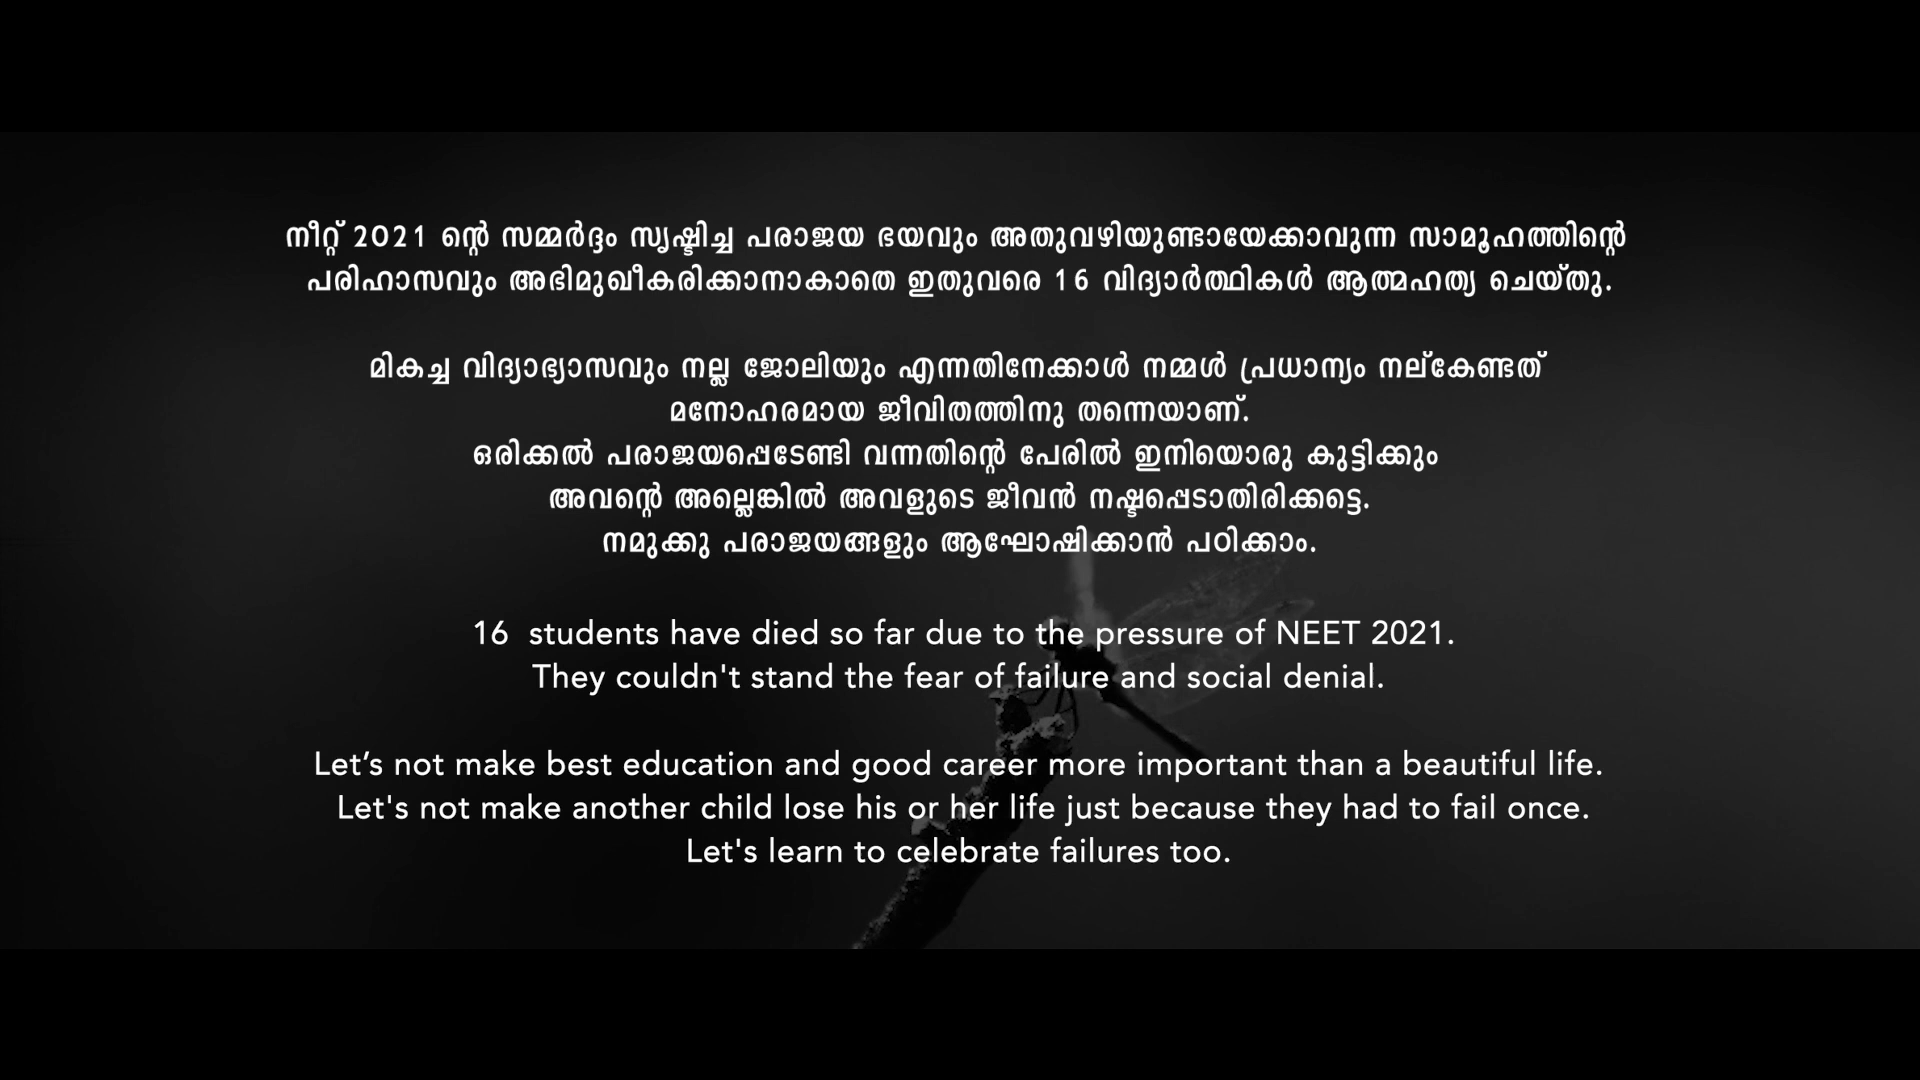 നീറ്റ് 2021 ന്റെ സമ്മർദ്ദം സൃഷ്ടിച്ച പരാജയ ഭയവും അതുവഴിയുണ്ടായേക്കാവുന്ന സാമൂഹത്തിന്റെ
പരിഹാസവും അഭിമുഖീകരിക്കാനാകാതെ ഇതുവരെ 16 വിദ്യാർത്ഥികൾ ആത്മഹത്യ ചെയ്തു.
മികച്ച വിദ്യാഭ്യാസവും നല്ല ജോലിയും എന്നതിനേക്കാൾ നമ്മൾ പ്രധാന്യം നല്കേണ്ടത്
മനോഹരമായ ജീവിതത്തിനു തന്നെയാണ്.
ഒരിക്കൽ പരാജയപ്പെടേണ്ടി വന്നതിന്റെ പേരിൽ ഇനിയൊരു കുട്ടിക്കും
അവന്റെ അല്ലെങ്കിൽ അവളുടെ ജീവൻ നഷ്ടപ്പെടാതിരിക്കട്ടെ.
നമുക്കു പരാജയങ്ങളും ആഘോഷിക്കാൻ പഠിക്കാം.
16  students have died so far due to the pressure of NEET 2021.
They couldn't stand the fear of failure and social denial.
Let’s not make best education and good career more important than a beautiful life.
Let's not make another child lose his or her life just because they had to fail once.
Let's learn to celebrate failures too.